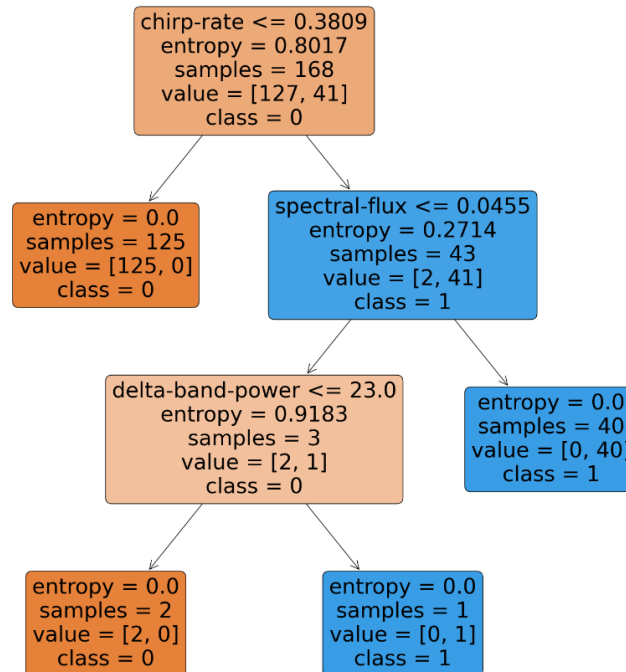 chirp-rate <= 0.3809
entropy = 0.8017
samples = 168
value = [127, 41]
class = 0
entropy = 0.0
samples = 125
value = [125, 0]
class = 0
spectral-flux <= 0.0455
entropy = 0.2714
samples = 43
value = [2, 41]
class = 1
delta-band-power <= 23.0
entropy = 0.9183
samples = 3
value = [2, 1]
class = 0
entropy = 0.0
samples = 40
value = [0, 40]
class = 1
entropy = 0.0
samples = 2
value = [2, 0]
class = 0
entropy = 0.0
samples = 1
value = [0, 1]
class = 1